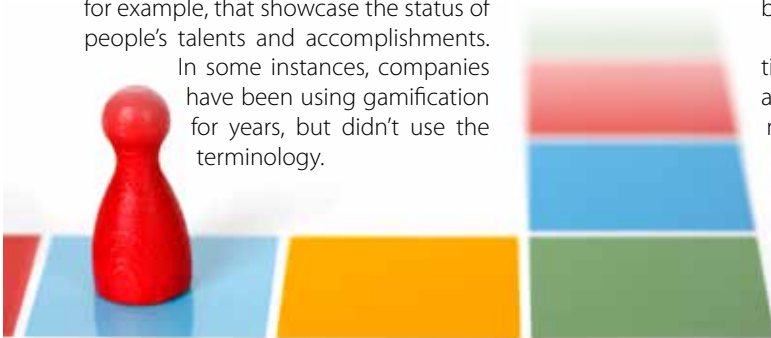 for example, that showcase the status of
people's talents and accomplishments.
In some instances, companies
have been using gamification
for years, but didn't use the
terminology.